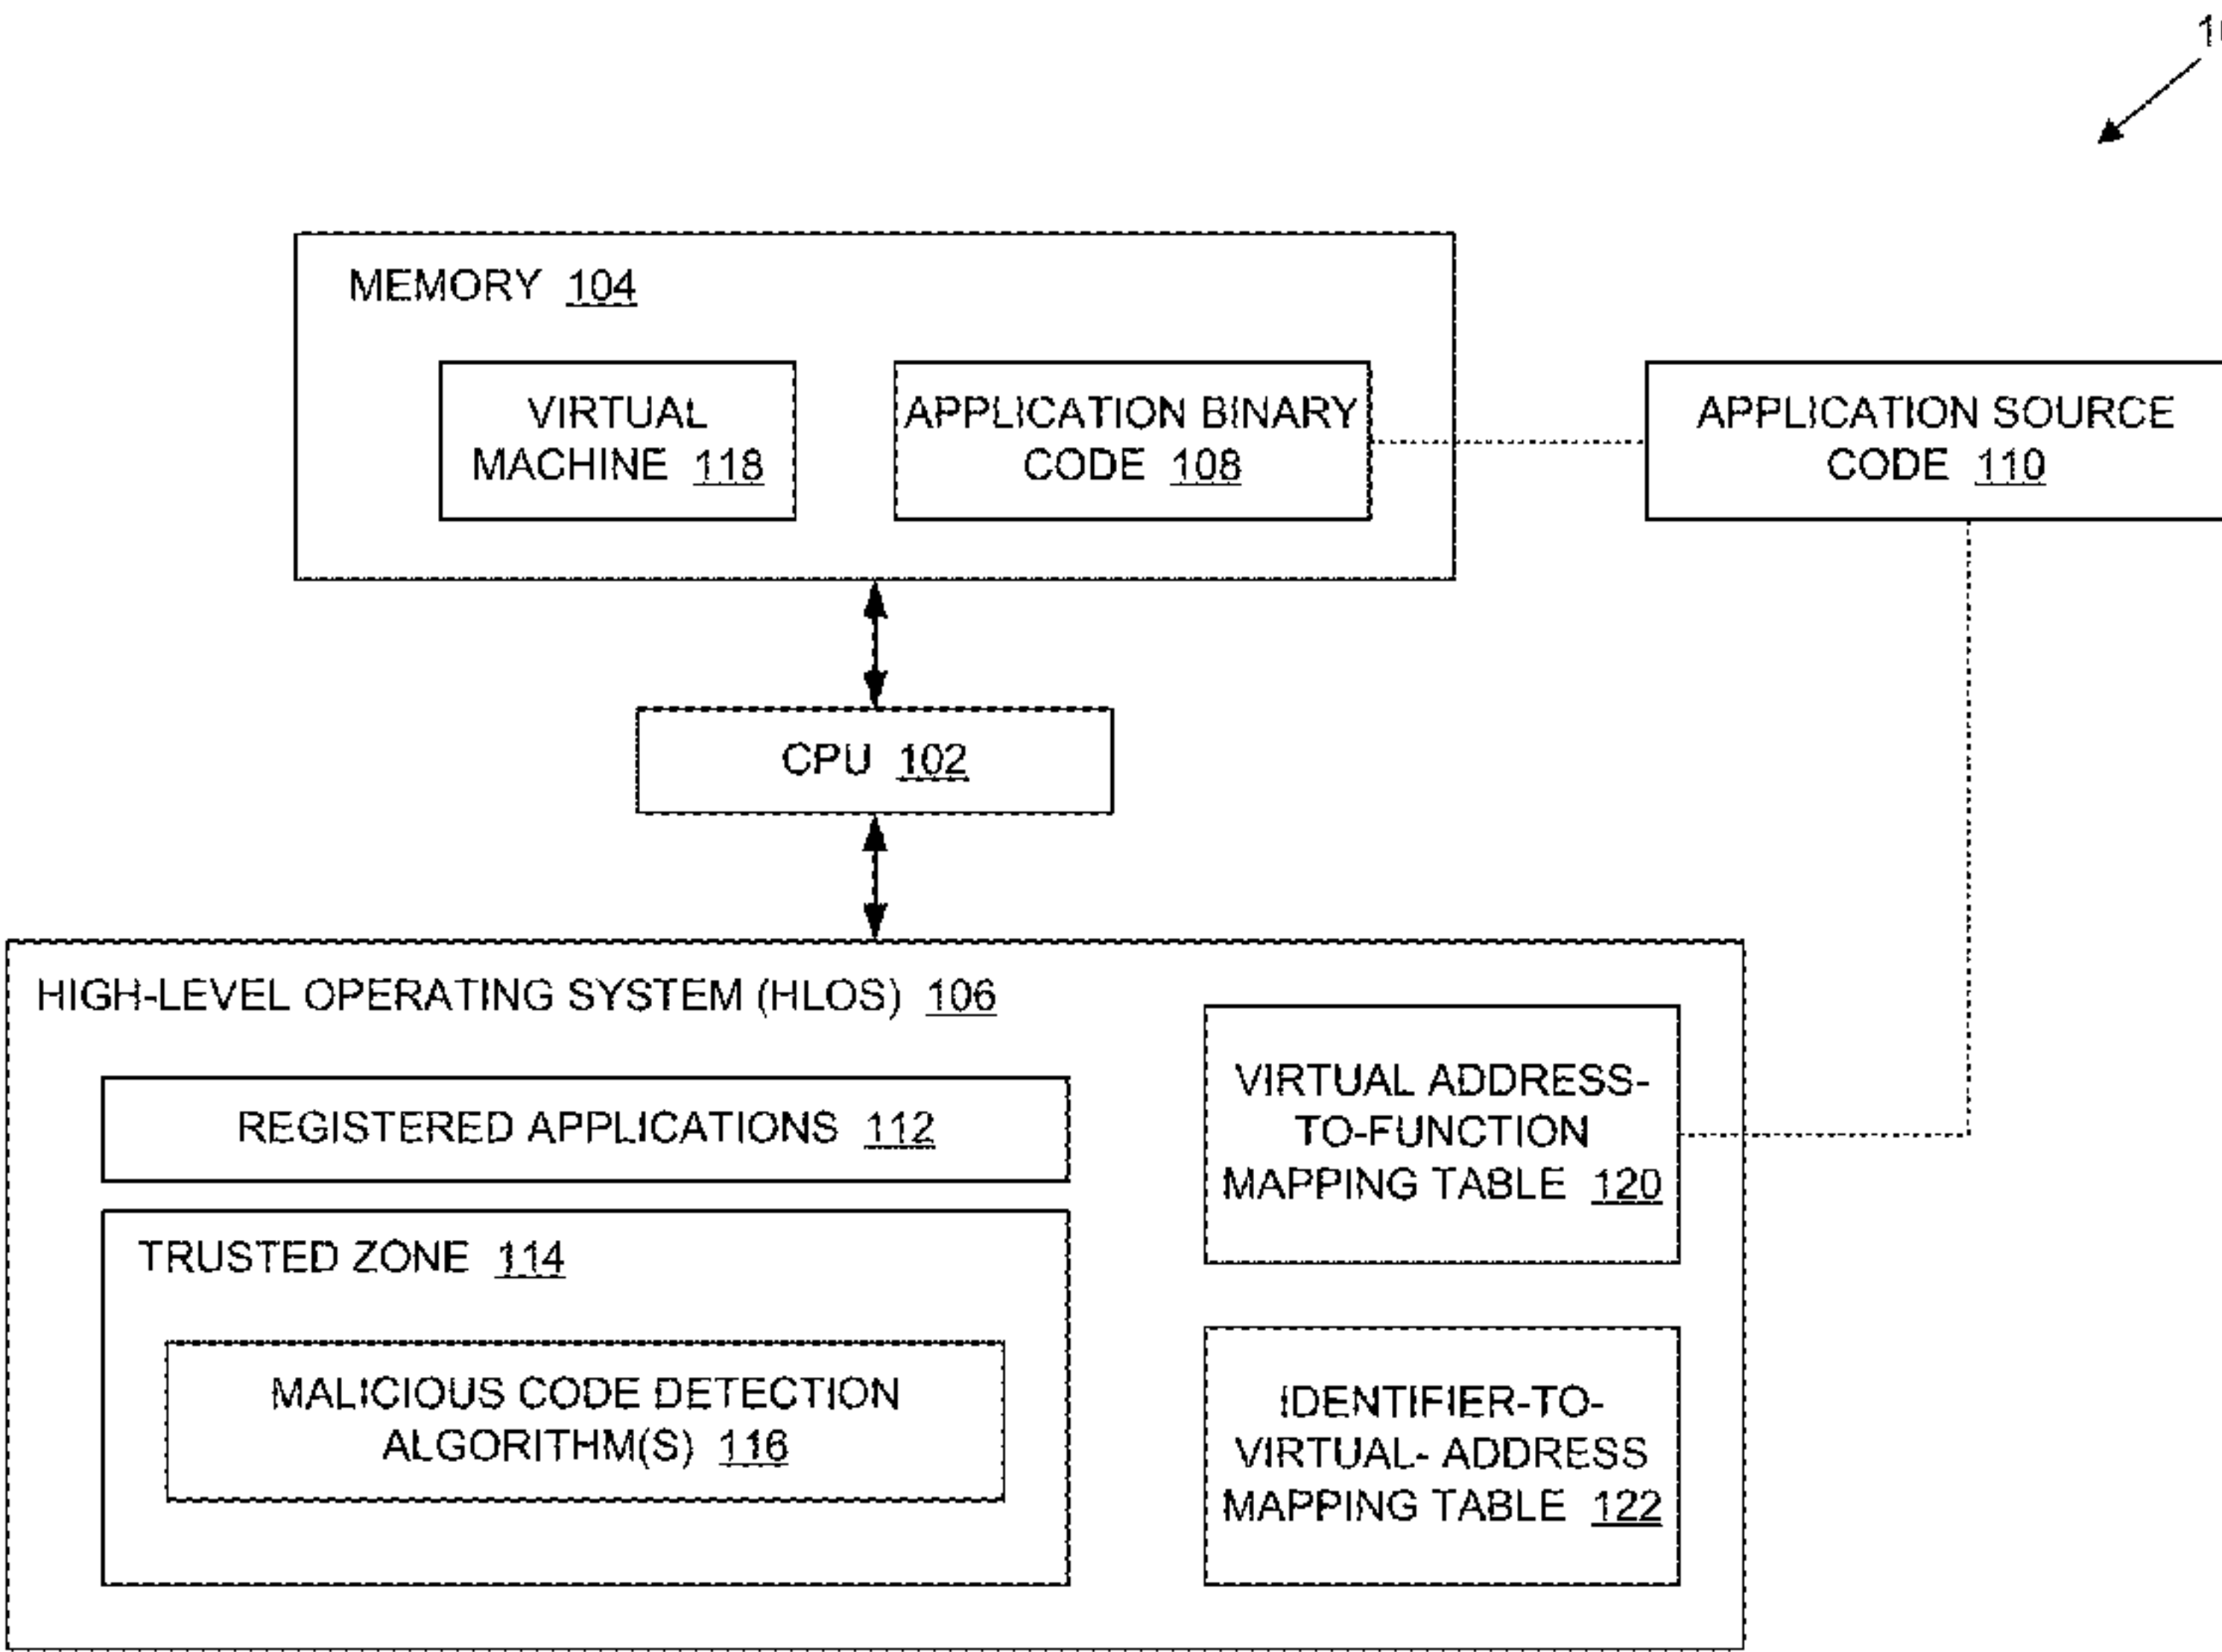 MEMORY 104
VIRTUAL
MACHINE 118
APPLICATION BINARY
CODE 108
APPLICATION SOURCE
CODE 110
CPU 102
HIGH-LEVEL OPERATING SYSTEM (HLOS) 106
REGISTERED APPLICATIONS 112
TRUSTED ZONE 114
MALICIOUS CODE DETECTION
ALGORITHM(S) 116
VIRTUAL ADDRESS-
TO-FUNCTION
MAPPING TABLE 120
IDENTIFIER-TO-
VIRTUAL- ADDRESS
MAPPING TABLE 122